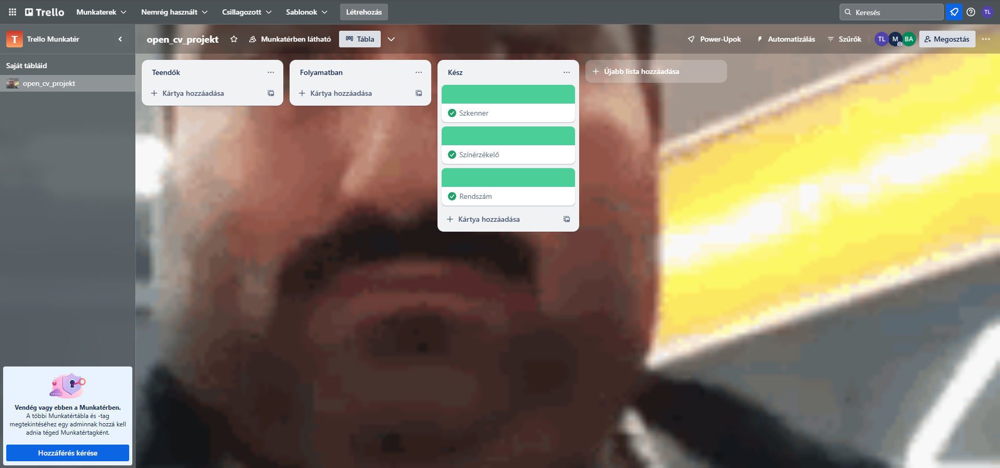 Trello
Munkaterek
Nemrég használt
Csillagozott
Sablonok
Létrehozás
Keresés
TL
T
Trello Munkatér
open_cv_projekt
Munkatérben látható
Tábla
Power-Upok
Automatizálás
Szűrők
TL
M
BA
Megosztás
Saját tábláid
open_cv_projekt
Teendők
Kártya hozzáadása
Folyamatban
Kártya hozzáadása
Kész
Szkenner
Színérzékelő
Rendszám
Kártya hozzáadása
Újabb lista hozzáadása
Vendég vagy ebben a Munkatérben.
A többi Munkatértábla és -tag
megtekintéséhez egy adminnak hozzá kell
adnia téged Munkatértagként.
Hozzáférés kérése